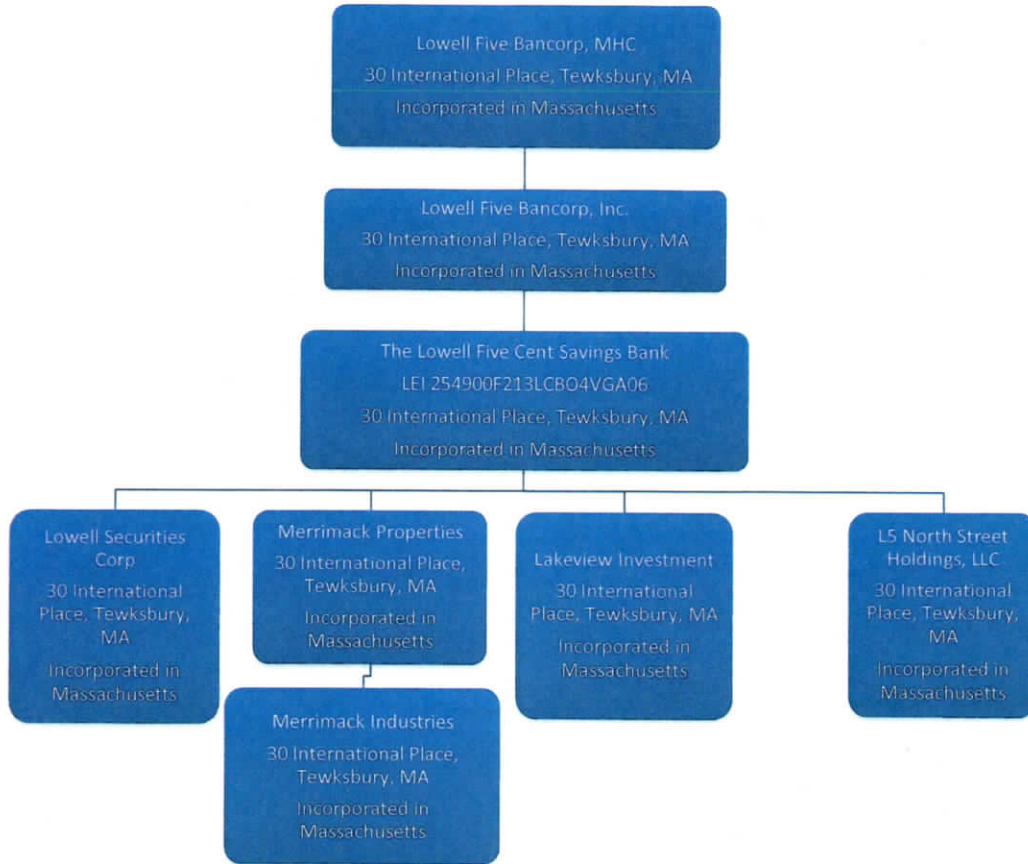 Lowell Five Bancorp, MHC
30 International Place, Tewksbury, MA
Incorporated in Massachusetts
Lowell Five Bancorp, Inc.
30 International Place, Tewksbury, MA
Incorporated in Massachusetts
The Lowell Five Cent Savings Bank
LEI 254900F213LCBO4VGA06
30 International Place, Tewksbury, MA
Incorporated in Massachusetts
Lowell Securities
Corp
30 International
Place, Tewksbury,
MA
Incorporated in
Massachusetts
Merrimack Properties
30 International Place,
Tewksbury, MA
Incorporated in
Massachusetts
Merrimack Industries
30 International Place,
Tewksbury, MA
Incorporated in
Massachusetts
Lakeview Investment
30 International
Place, Tewksbury, MA
Incorporated in
Massachusetts
L5 North Street
Holdings, LLC
30 International
Place, Tewksbury,
MA
Incorporated in
Massachusetts